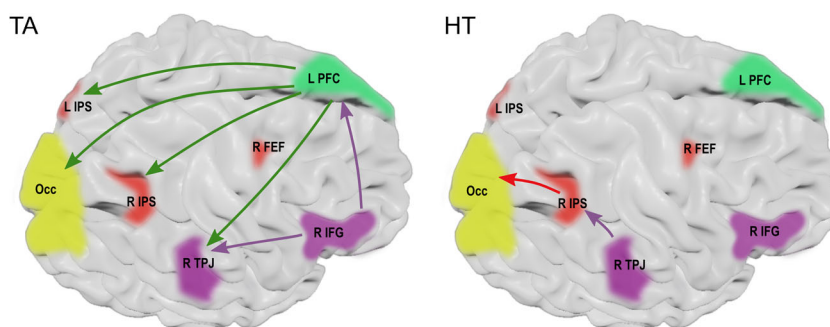 TA
L PFC
L IPS
R FEF
Occ
R IPS
R IFG
R TPJ
HT
L PFC
L IPS
R FEF
Occ
R IPS
R IFG
R TPJ